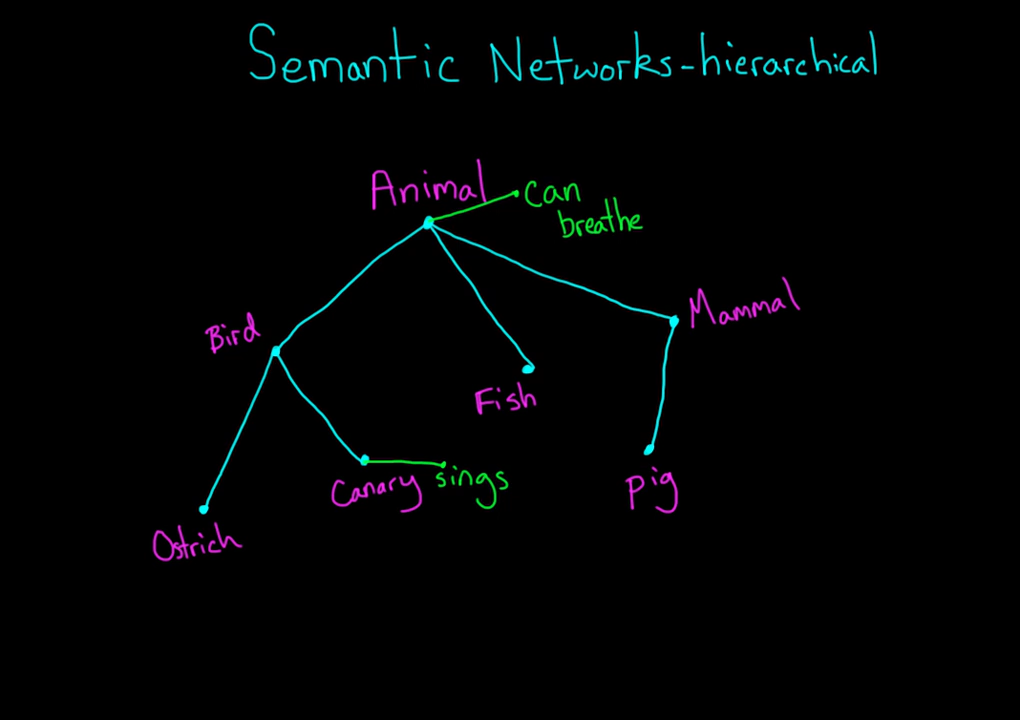 Semantic Networks-hierarchical
Animal
can
breathe
Bird
Mammal
Fish
Canary
sings
Pig
Ostrich